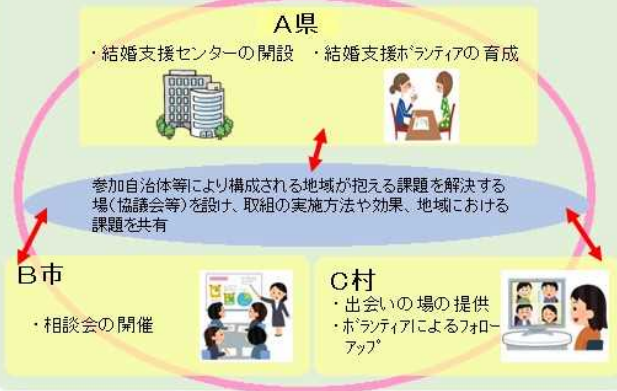 A県
・結婚支援センターの開設 ・結婚支援ボランティアの育成
参加自治体等により構成される地域が抱える課題を解決する
場(協議会等)を設け、取組の実施方法や効果、地域における
課題を共有
B市
・相談会の開催
C村
・出会いの場の提供
・ボランティアによるフォロー
アップ